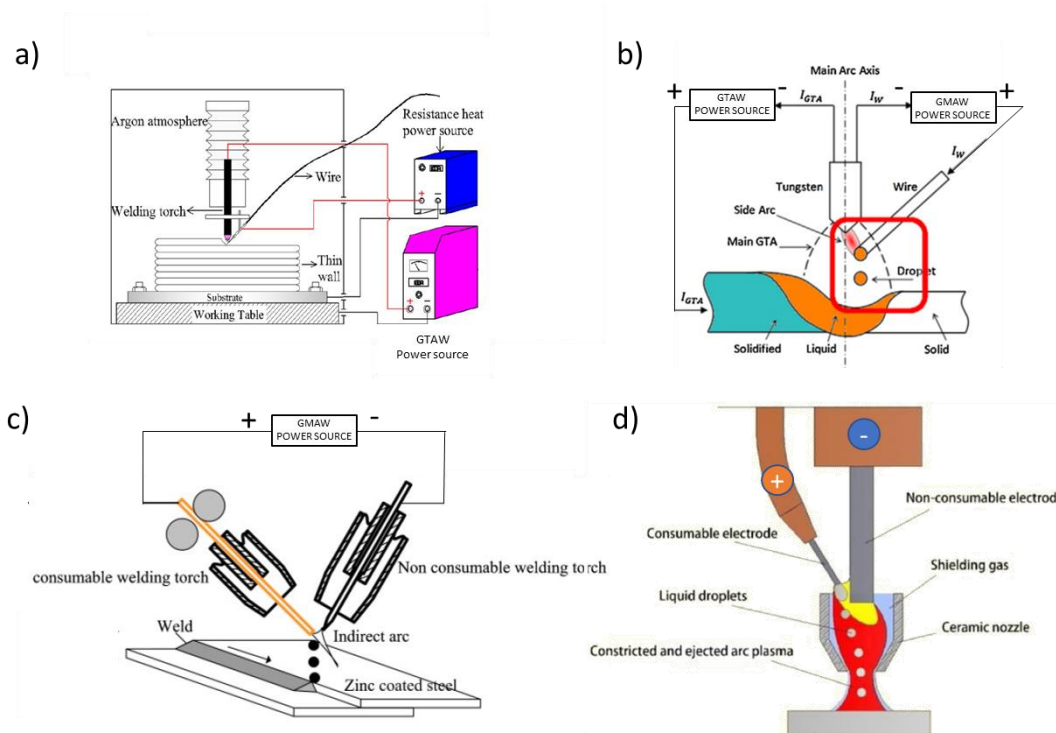 a)
Argon atmosphere
Resistance heat
power source
+
-
Wire
Welding torch
Thin
wall
+
-
Substrate
Working Table
GTAW
Power source
b)
Main Arc Axis
+
GTAW
POWER SOURCE
-
I_GTA
I_W
-
GMAW
POWER SOURCE
+
I_W
Tungsten
Wire
Side Arc
Main GTA
Droplet
I_GTA
Solidified
Liquid
Solid
c)
+
GMAW
POWER SOURCE
-
consumable welding torch
Non consumable welding torch
Weld
Indirect arc
Zinc coated steel
d)
-
+
Non-consumable electrod
Consumable electrode
Shielding gas
Liquid droplets
Ceramic nozzle
Constricted and ejected arc plasma